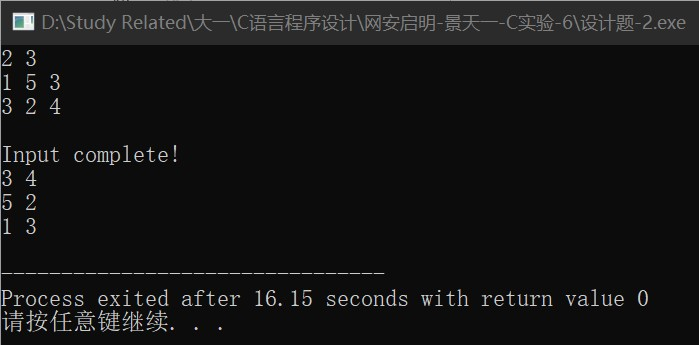 D:\Study Related\大一\C语言程序设计\网安启明-景天一-C实验-6\设计题-2.exe
2 3
1 5 3
3 2 4
Input complete!
3 4
5 2
1 3
--------------------------------
Process exited after 16.15 seconds with return value 0
请按任意键继续. . .